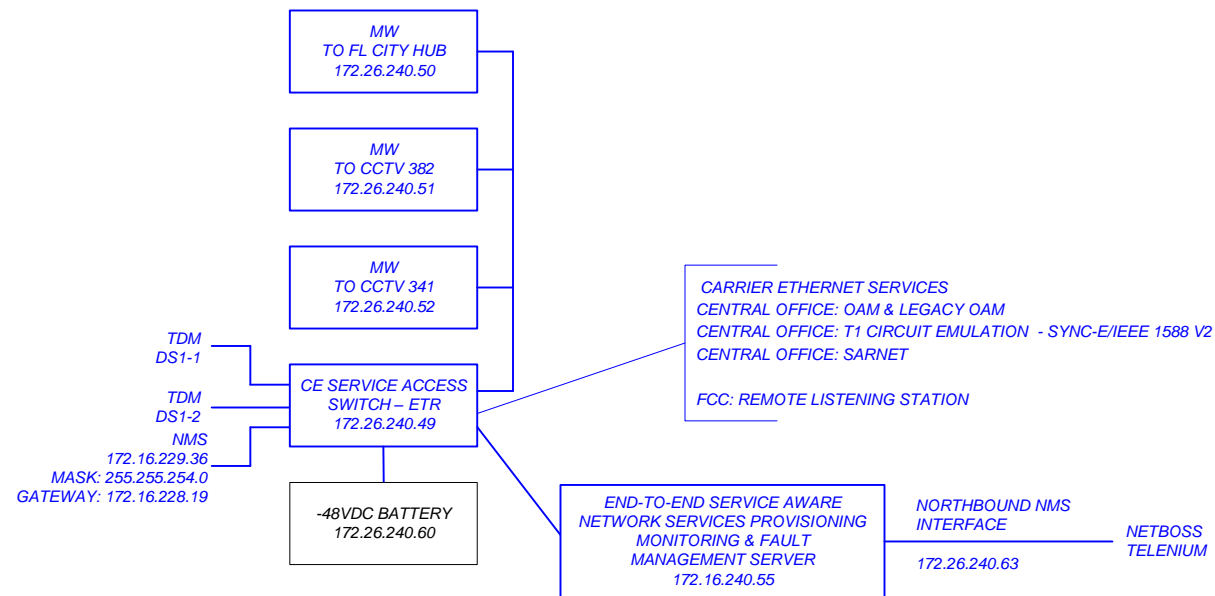 MW
TO FL CITY HUB
172.26.240.50
MW
TO CCTV 382
172.26.240.51
MW
TO CCTV 341
172.26.240.52
TDM
DS1-1
TDM
DS1-2
NMS
172.16.229.36
MASK: 255.255.254.0
GATEWAY: 172.16.228.19
CE SERVICE ACCESS
SWITCH – ETR
172.26.240.49
-48VDC BATTERY
172.26.240.60
CARRIER ETHERNET SERVICES
CENTRAL OFFICE: OAM & LEGACY OAM
CENTRAL OFFICE: T1 CIRCUIT EMULATION - SYNC-E/IEEE 1588 V2
CENTRAL OFFICE: SARNET
FCC: REMOTE LISTENING STATION
END-TO-END SERVICE AWARE
NETWORK SERVICES PROVISIONING
MONITORING & FAULT
MANAGEMENT SERVER
172.16.240.55
NORTHBOUND NMS
INTERFACE
172.26.240.63
NETBOSS
TELENIUM